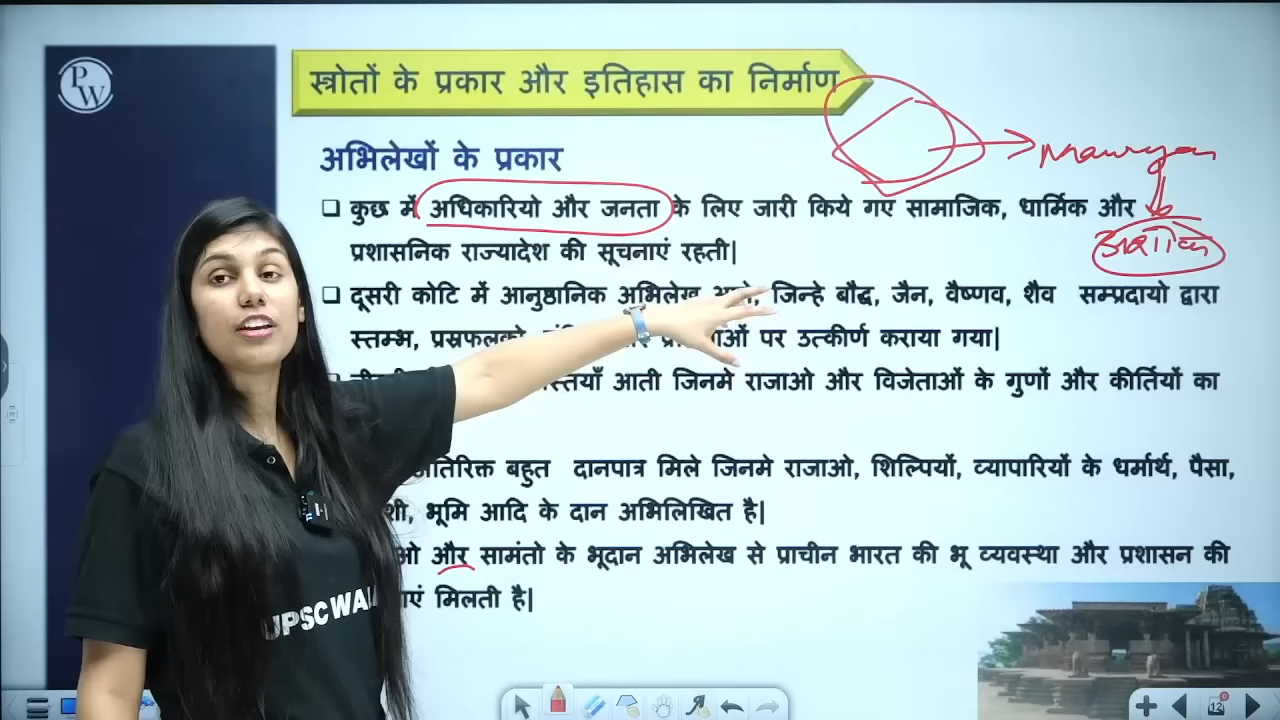 PW
स्त्रोतों के प्रकार और इतिहास का निर्माण
अभिलेखों के प्रकार
Mauryan
अशोक
❑ कुछ में अधिकारियो और जनता के लिए जारी किये गए सामाजिक, धार्मिक और
प्रशासनिक राज्यादेश की सूचनाएं रहती|
❑ दूसरी कोटि में आनुष्ठानिक अभिलेख जिन्हे बौद्ध, जैन, वैष्णव, शैव सम्प्रदायो द्वारा
स्तम्भ, पर उत्कीर्ण कराया गया|
आती जिनमे राजाओ और विजेताओं के गुणों और कीर्तियों का
बहुत दानपात्र मिले जिनमे राजाओ, शिल्पियों, व्यापारियों के धर्मार्थ, पैसा,
भूमि आदि के दान अभिलिखित है|
और सामंतो के भूदान अभिलेख से प्राचीन भारत की भू व्यवस्था और प्रशासन की
मिलती है|
UPSC WAL
12